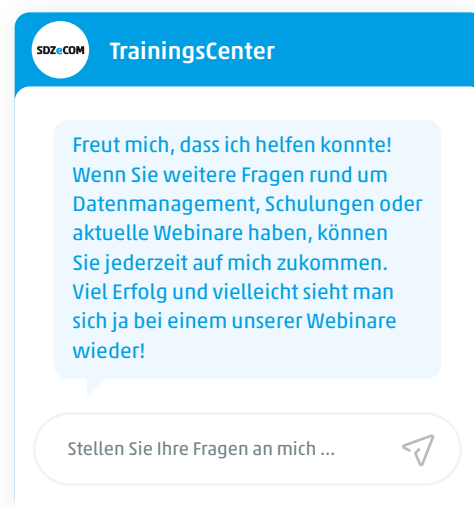 SDZeCOM
TrainingsCenter
Freut mich, dass ich helfen konnte!
Wenn Sie weitere Fragen rund um
Datenmanagement, Schulungen oder
aktuelle Webinare haben, können
Sie jederzeit auf mich zukommen.
Viel Erfolg und vielleicht sieht man
sich ja bei einem unserer Webinare
wieder!
Stellen Sie Ihre Fragen an mich ...